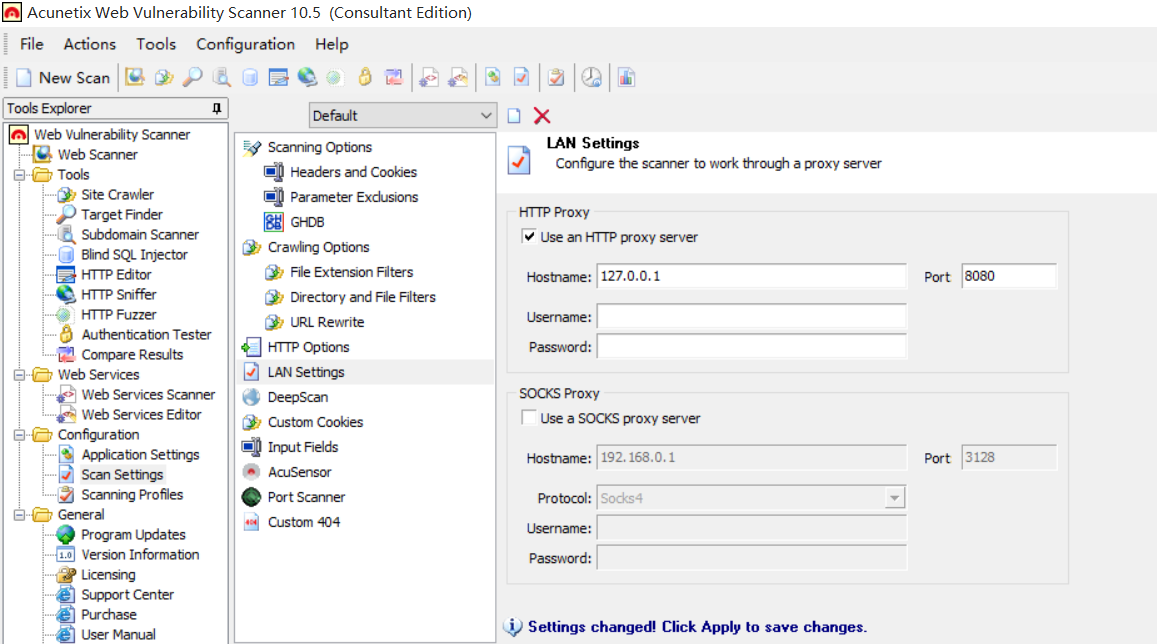 Acunetix Web Vulnerability Scanner 10.5 (Consultant Edition)
File Actions Tools Configuration Help
New Scan
Tools Explorer
Web Vulnerability Scanner
Web Scanner
Tools
Site Crawler
Target Finder
Subdomain Scanner
Blind SQL Injector
HTTP Editor
HTTP Sniffer
HTTP Fuzzer
Authentication Tester
Compare Results
Web Services
Web Services Scanner
Web Services Editor
Configuration
Application Settings
Scan Settings
Scanning Profiles
General
Program Updates
1.0 Version Information
Licensing
Support Center
Purchase
User Manual
Default
Scanning Options
Headers and Cookies
Parameter Exclusions
GHDB GHDB
Crawling Options
File Extension Filters
Directory and File Filters
URL Rewrite
HTTP Options
LAN Settings
DeepScan
Custom Cookies
Input Fields
AcuSensor
Port Scanner
404 Custom 404
LAN Settings
Configure the scanner to work through a proxy server
HTTP Proxy
Use an HTTP proxy server
Hostname: 127.0.0.1 Port 8080
Username:
Password:
SOCKS Proxy
Use a SOCKS proxy server
Hostname: 192.168.0.1 Port 3128
Protocol: Socks4
Username:
Password:
Settings changed! Click Apply to save changes.